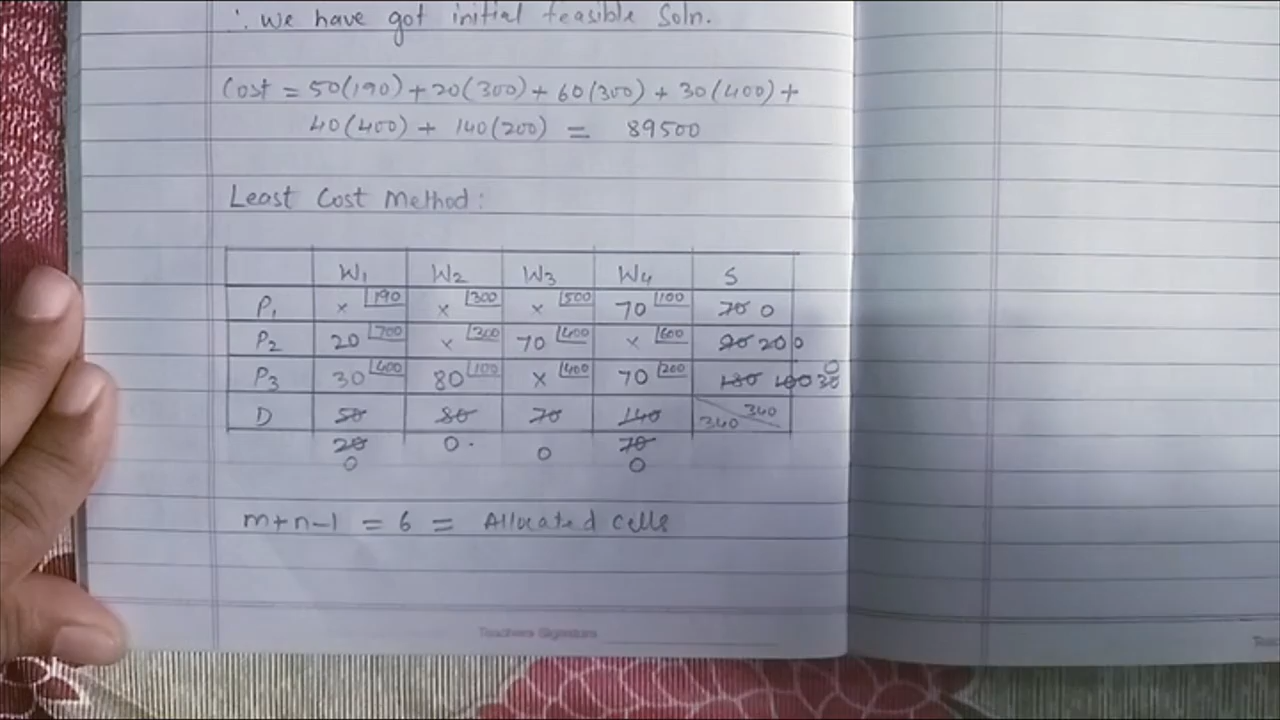 ∴ we have got initial feasible Soln.
Cost = 50(190) + 20(300) + 60(300) + 30(400) +
40(400) + 140(200) = 89500
Least Cost Method:
W1 W2 W3 W4 S
P1 × 190 × 300 × 500 70 100 70 0
P2 20 700 × 300 70 400 × 600 90 20 0
P3 30 400 80 100 × 400 70 200 180 100 30 0
D 50 80 70 140 340 340
20 0 0 70
0 0
m+n-1 = 6 = Allocated cells
Teachers Signature